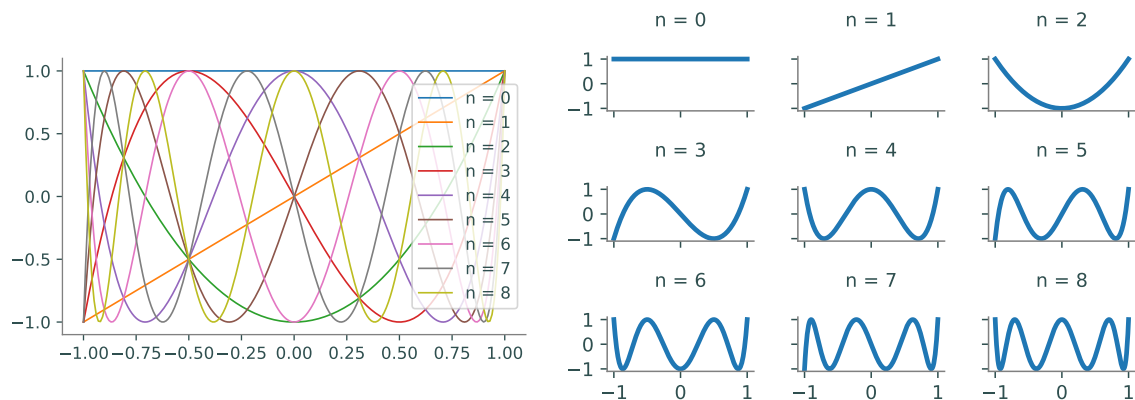 1.0
0.5
0.0
−0.5
−1.0
−1.00 −0.75 −0.50 −0.25 0.00 0.25 0.50 0.75 1.00
n = 0
n = 1
n = 2
n = 3
n = 4
n = 5
n = 6
n = 7
n = 8
n = 0 n = 1 n = 2
1
0
−1
n = 3 n = 4 n = 5
1
0
−1
n = 6 n = 7 n = 8
1
0
−1
−1 0 1 −1 0 1 −1 0 1